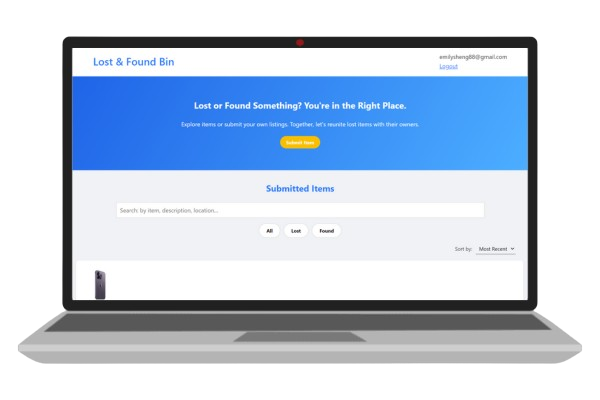 Lost & Found Bin
emilysheng88@gmail.com
Logout
Lost or Found Something? You're in the Right Place.
Explore items or submit your own listings. Together, let's reunite lost items with their owners.
Submit Item
Submitted Items
Search: by item, description, location...
All Lost Found
Sort by: Most Recent